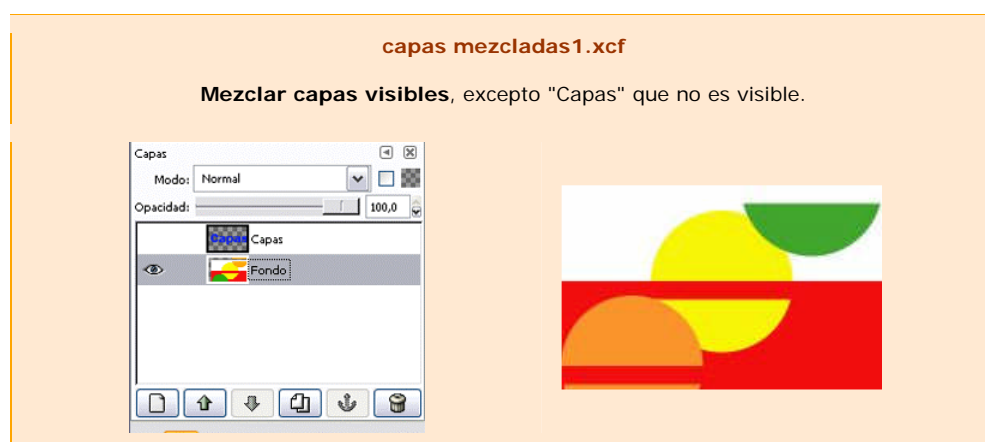 capas mezcladas1.xcf
Mezclar capas visibles, excepto "Capas" que no es visible.
Capas
Modo: Normal
Opacidad: 100,0
Capas Capas
Fondo